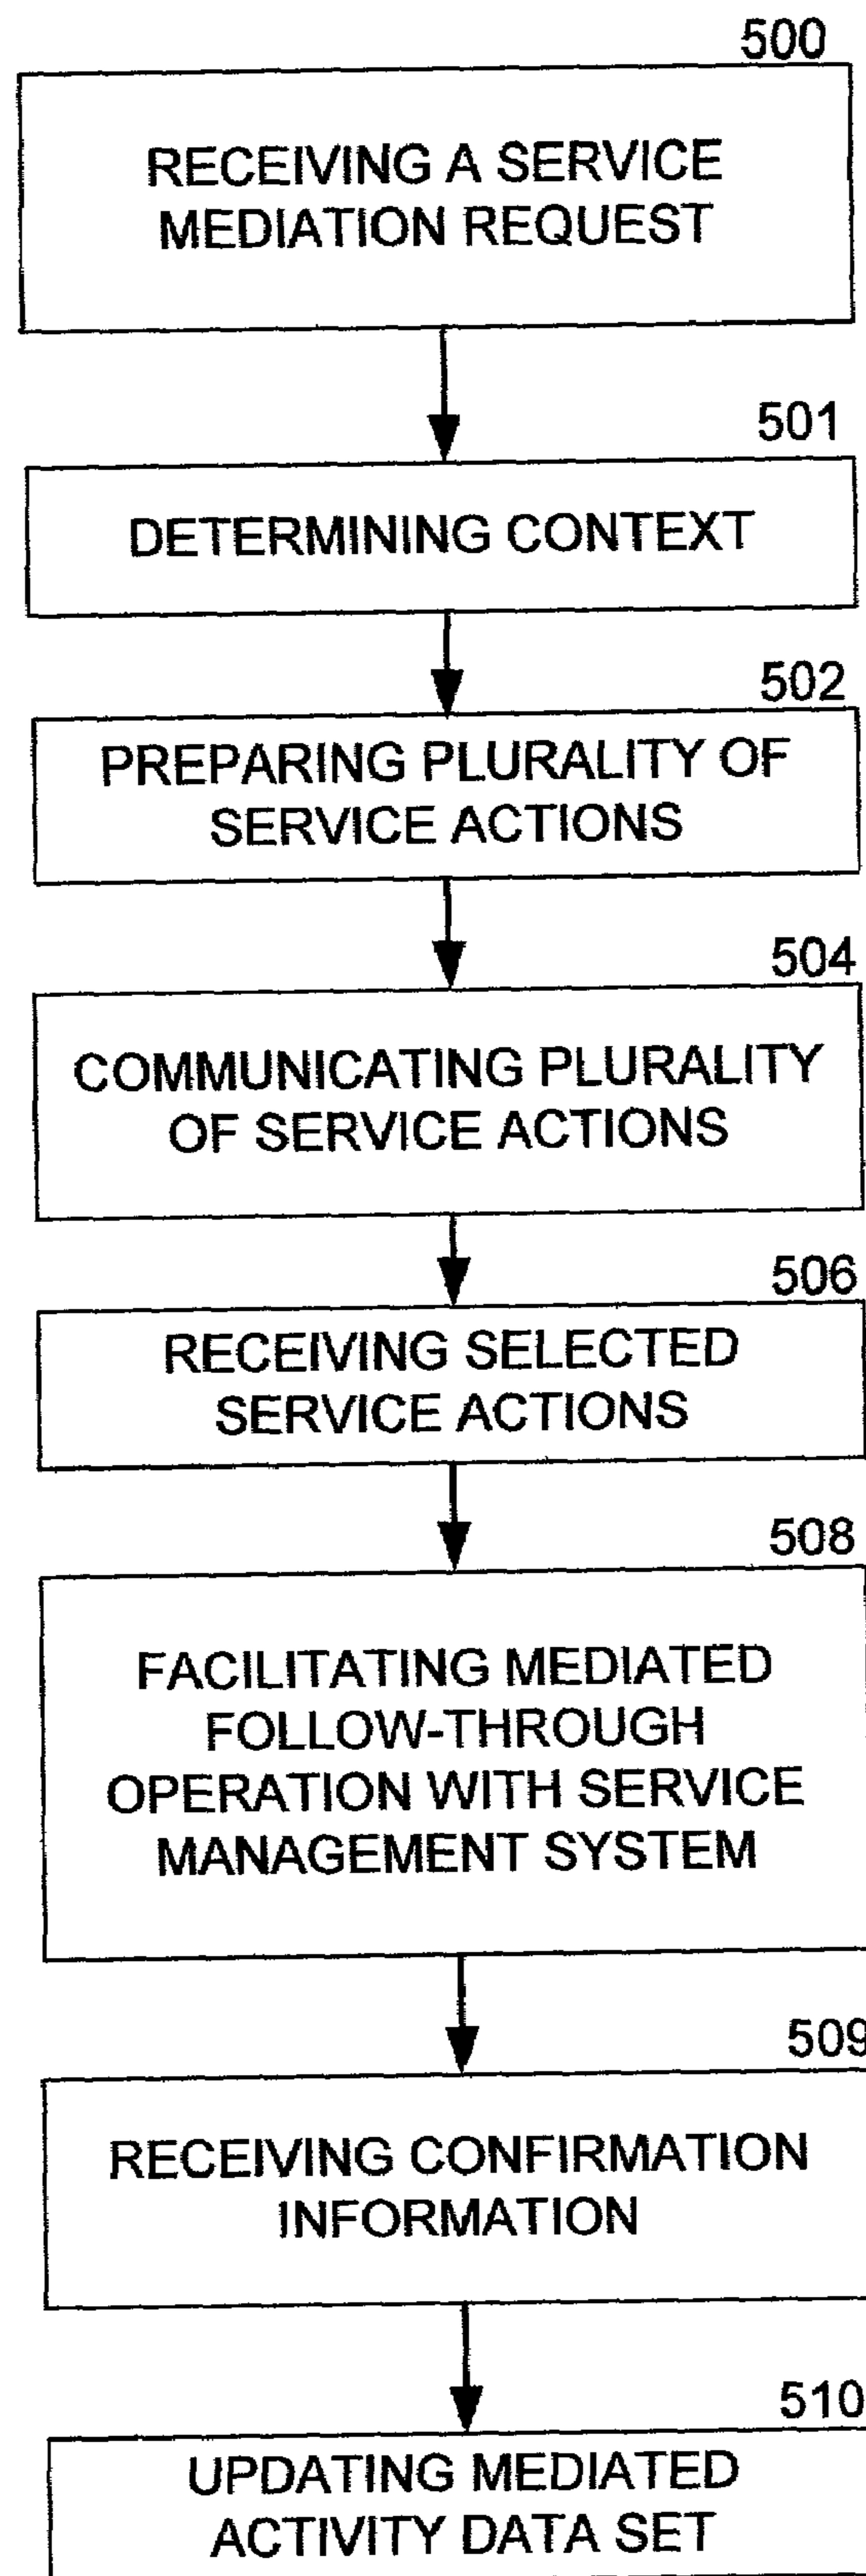 500
RECEIVING A SERVICE
MEDIATION REQUEST
501
DETERMINING CONTEXT
502
PREPARING PLURALITY OF
SERVICE ACTIONS
504
COMMUNICATING PLURALITY
OF SERVICE ACTIONS
506
RECEIVING SELECTED
SERVICE ACTIONS
508
FACILITATING MEDIATED
FOLLOW-THROUGH
OPERATION WITH SERVICE
MANAGEMENT SYSTEM
509
RECEIVING CONFIRMATION
INFORMATION
510
UPDATING MEDIATED
ACTIVITY DATA SET